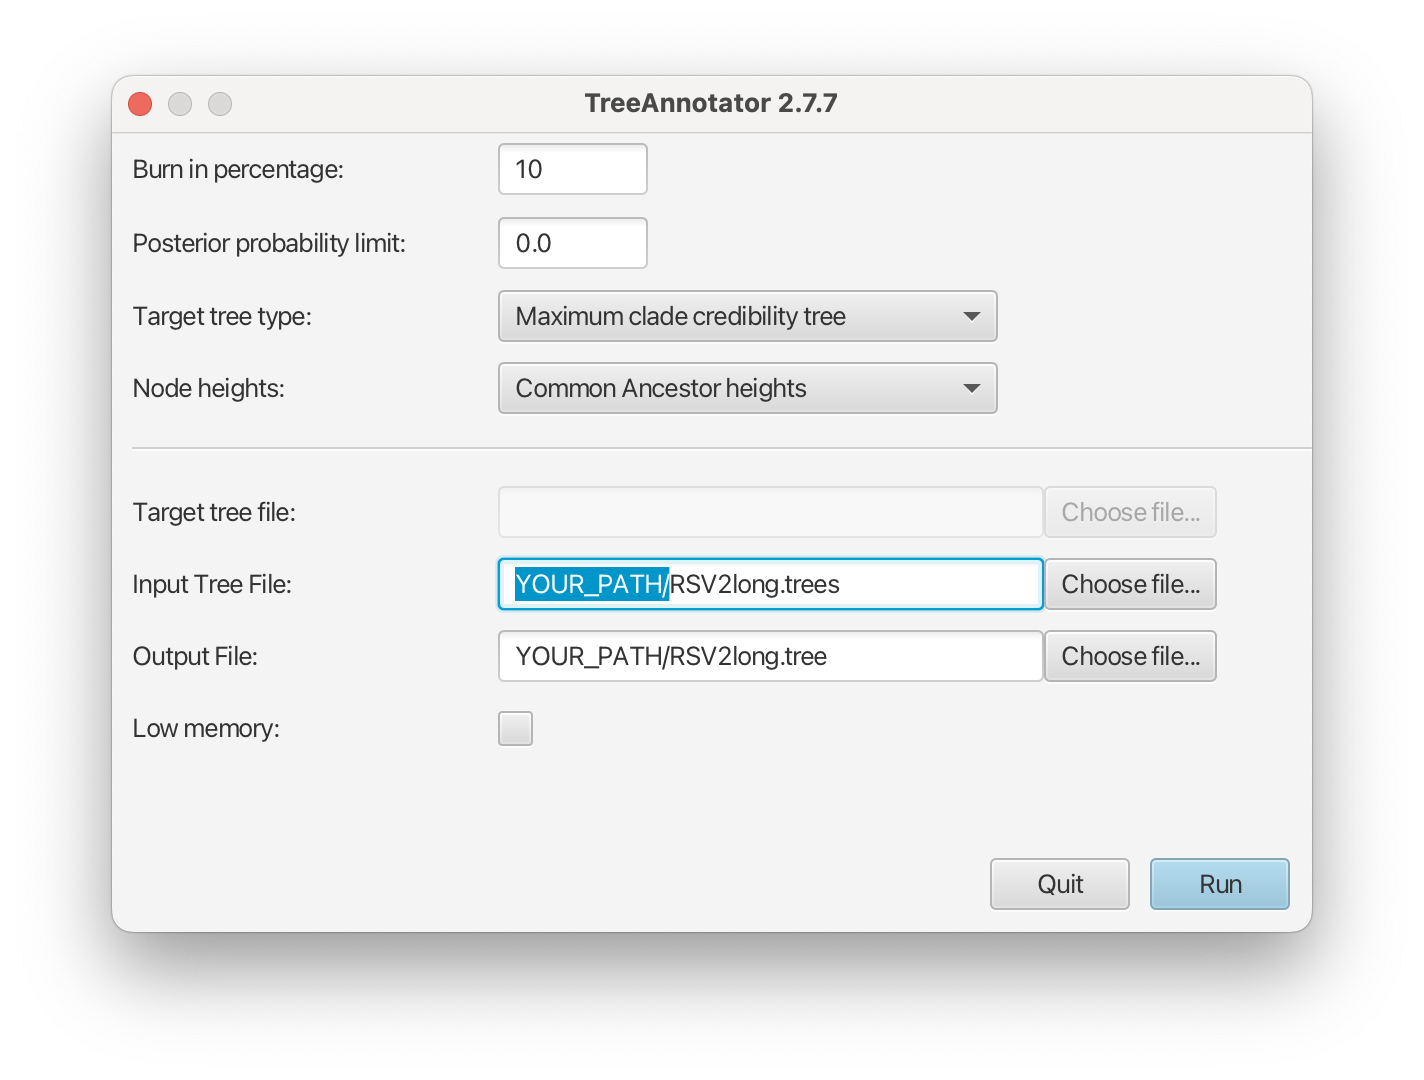 TreeAnnotator 2.7.7
Burn in percentage: 10
Posterior probability limit: 0.0
Target tree type: Maximum clade credibility tree
Node heights: Common Ancestor heights
Target tree file: Choose file...
Input Tree File: YOUR_PATH/RSV2long.trees Choose file...
Output File: YOUR_PATH/RSV2long.tree Choose file...
Low memory:
Quit Run